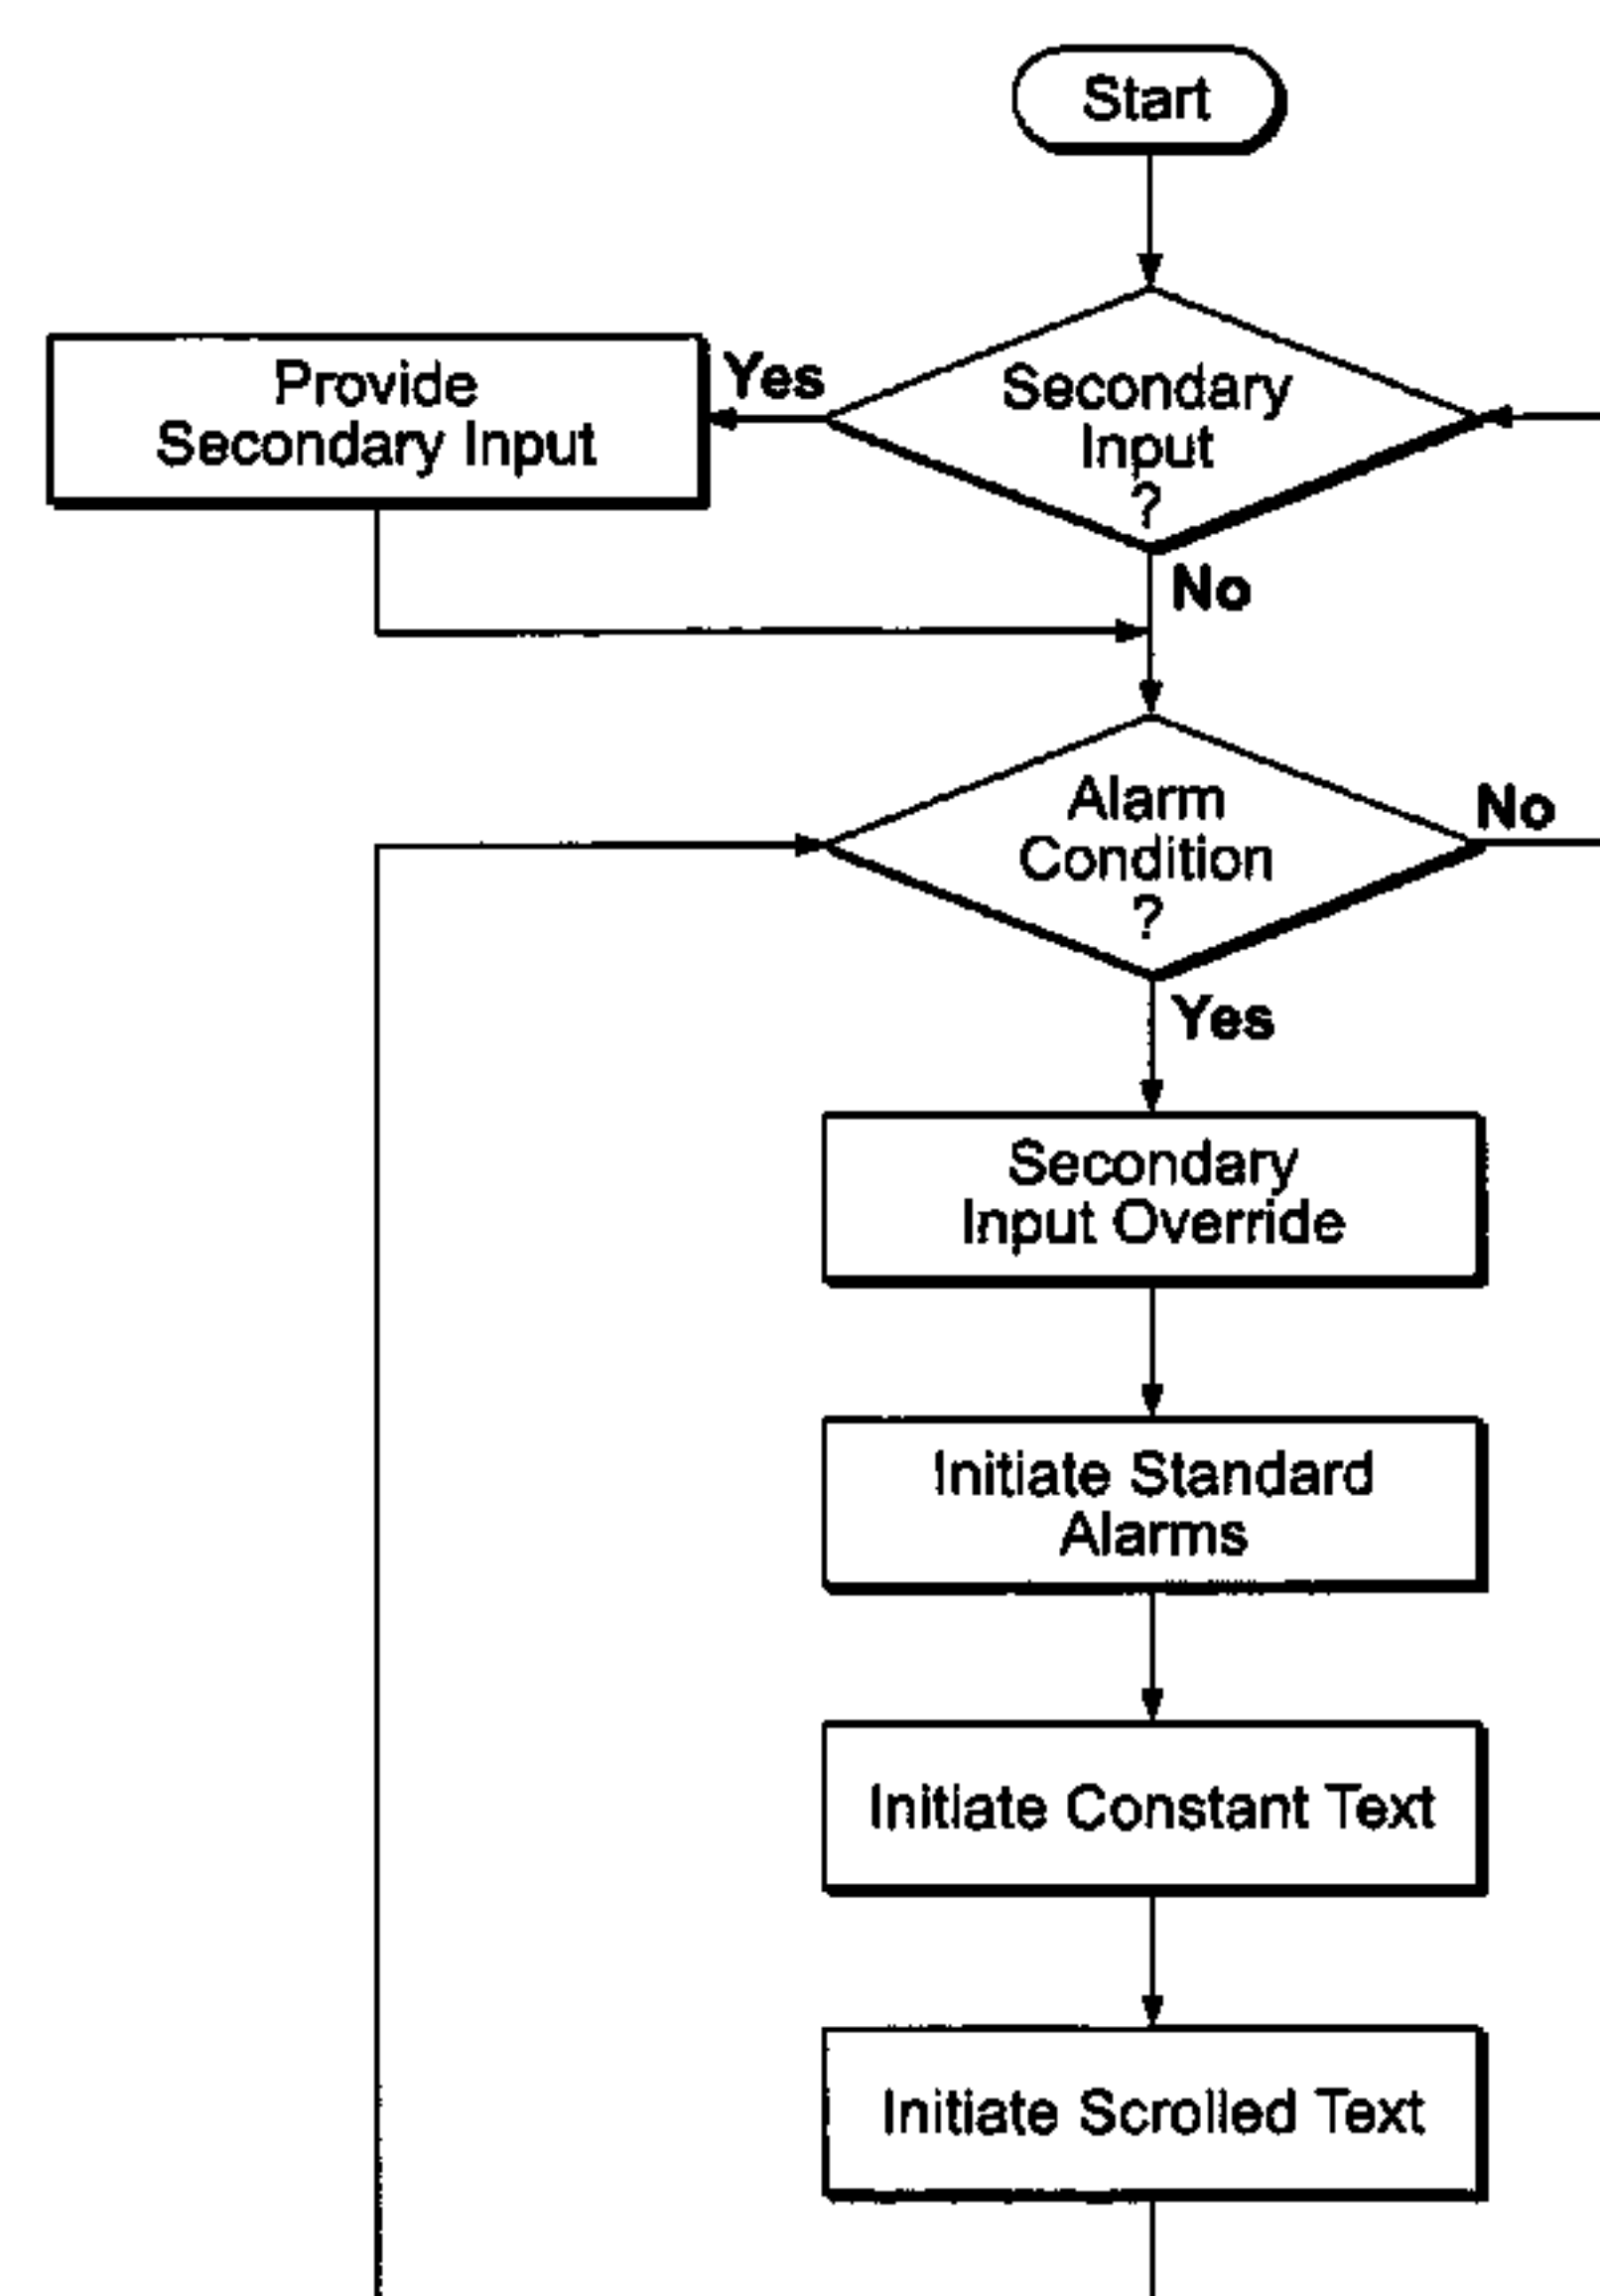 Start
Provide
Secondary Input
Yes
Secondary
Input
?
No
Alarm
Condition
?
No
Yes
Secondary
Input Override
Initiate Standard
Alarms
Initiate Constant Text
Initiate Scrolled Text